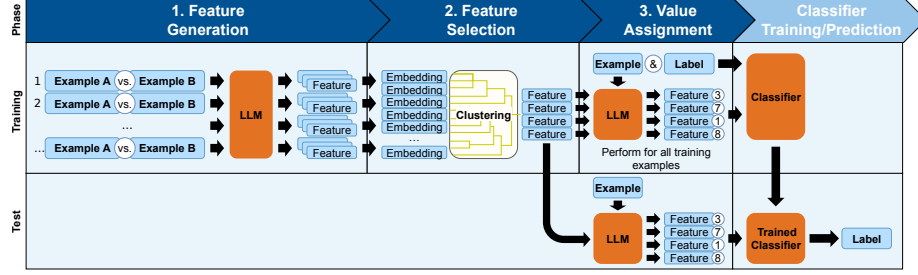 Phase
1. Feature
Generation
2. Feature
Selection
3. Value
Assignment
Classifier
Training/Prediction
Training
1 Example A vs. Example B
2 Example A vs. Example B
...
... Example A vs. Example B
LLM
Feature
Feature
Feature
Feature
Embedding
Embedding
Embedding
Embedding
Embedding
...
Embedding
Clustering
Feature
Feature
Feature
Feature
Example & Label
LLM
Feature 3
Feature 7
Feature 1
Feature 8
Perform for all training
examples
Classifier
Test
Example
LLM
Feature 3
Feature 7
Feature 1
Feature 8
Trained
Classifier
Label